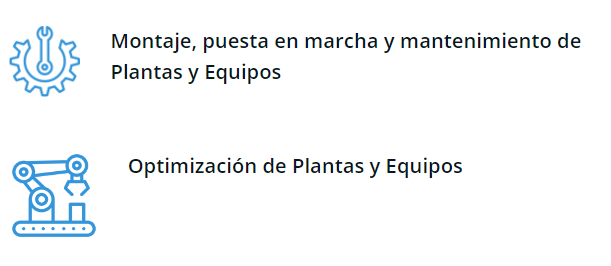 Montaje, puesta en marcha y mantenimiento de
Plantas y Equipos
Optimización de Plantas y Equipos